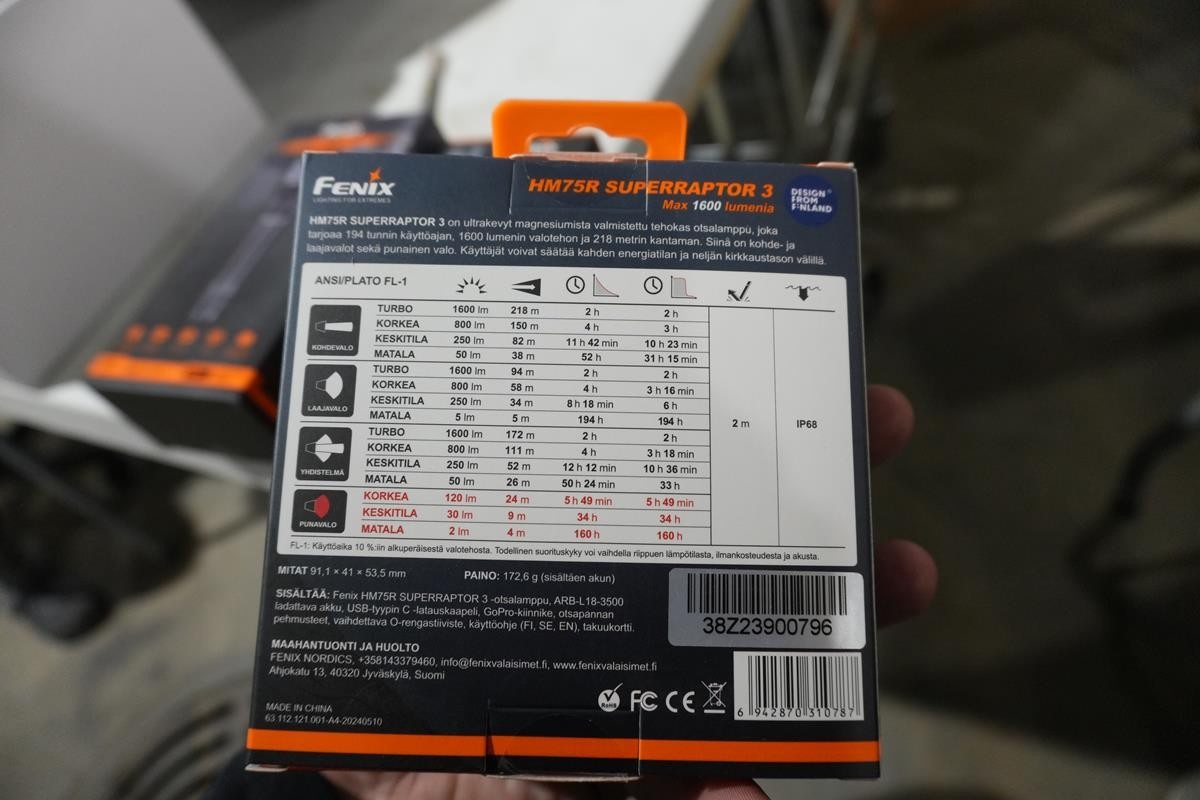 FENIX
LIGHTING FOR EXTREMES
HM75R SUPERRAPTOR 3
Max 1600 lumenia
DESIGN
FROM
FINLAND
HM75R SUPERRAPTOR 3 on ultrakevyt magnesiumista valmistettu tehokas otsalamppu, joka
tarjoaa 194 tunnin käyttöajan, 1600 lumenin valotehon ja 218 metrin kantaman. Siinä on kohde- ja
laajavalot sekä punainen valo. Käyttäjät voivat säätää kahden energiatilan ja neljän kirkkaustason välillä.
ANSI/PLATO FL-1
KOHDEVALO
TURBO 1600 lm 218 m 2 h 2 h
KORKEA 800 lm 150 m 4 h 3 h
KESKITILA 250 lm 82 m 11 h 42 min 10 h 23 min
MATALA 50 lm 38 m 52 h 31 h 15 min
LAAJAVALO
TURBO 1600 lm 94 m 2 h 2 h
KORKEA 800 lm 58 m 4 h 3 h 16 min
KESKITILA 250 lm 34 m 8 h 18 min 6 h
MATALA 5 lm 5 m 194 h 194 h
YHDISTELMÄ
TURBO 1600 lm 172 m 2 h 2 h
KORKEA 800 lm 111 m 4 h 3 h 18 min
KESKITILA 250 lm 52 m 12 h 12 min 10 h 36 min
MATALA 50 lm 26 m 50 h 24 min 33 h
PUNAVALO
KORKEA 120 lm 24 m 5 h 49 min 5 h 49 min
KESKITILA 30 lm 9 m 34 h 34 h
MATALA 2 lm 4 m 160 h 160 h
2 m
IP68
FL-1: Käyttöaika 10 %:iin alkuperäisestä valotehosta. Todellinen suorituskyky voi vaihdella riippuen lämpötilasta, ilmankosteudesta ja akusta.
MITAT 91,1 × 41 × 53,5 mm
PAINO: 172,6 g (sisältäen akun)
SISÄLTÄÄ: Fenix HM75R SUPERRAPTOR 3 -otsalamppu, ARB-L18-3500
ladattava akku, USB-tyypin C -latauskaapeli, GoPro-kiinnike, otsapannan
pehmusteet, vaihdettava O-rengastiiviste, käyttöohje (FI, SE, EN), takuukortti.
38Z23900796
MAAHANTUONTI JA HUOLTO
FENIX NORDICS, +358143379460, info@fenixvalaisimet.fi, www.fenixvalaisimet.fi
Ahjokatu 13, 40320 Jyväskylä, Suomi
RoHS FC CE
6 942870 310787
MADE IN CHINA
63.112.121.001-A4-20240510